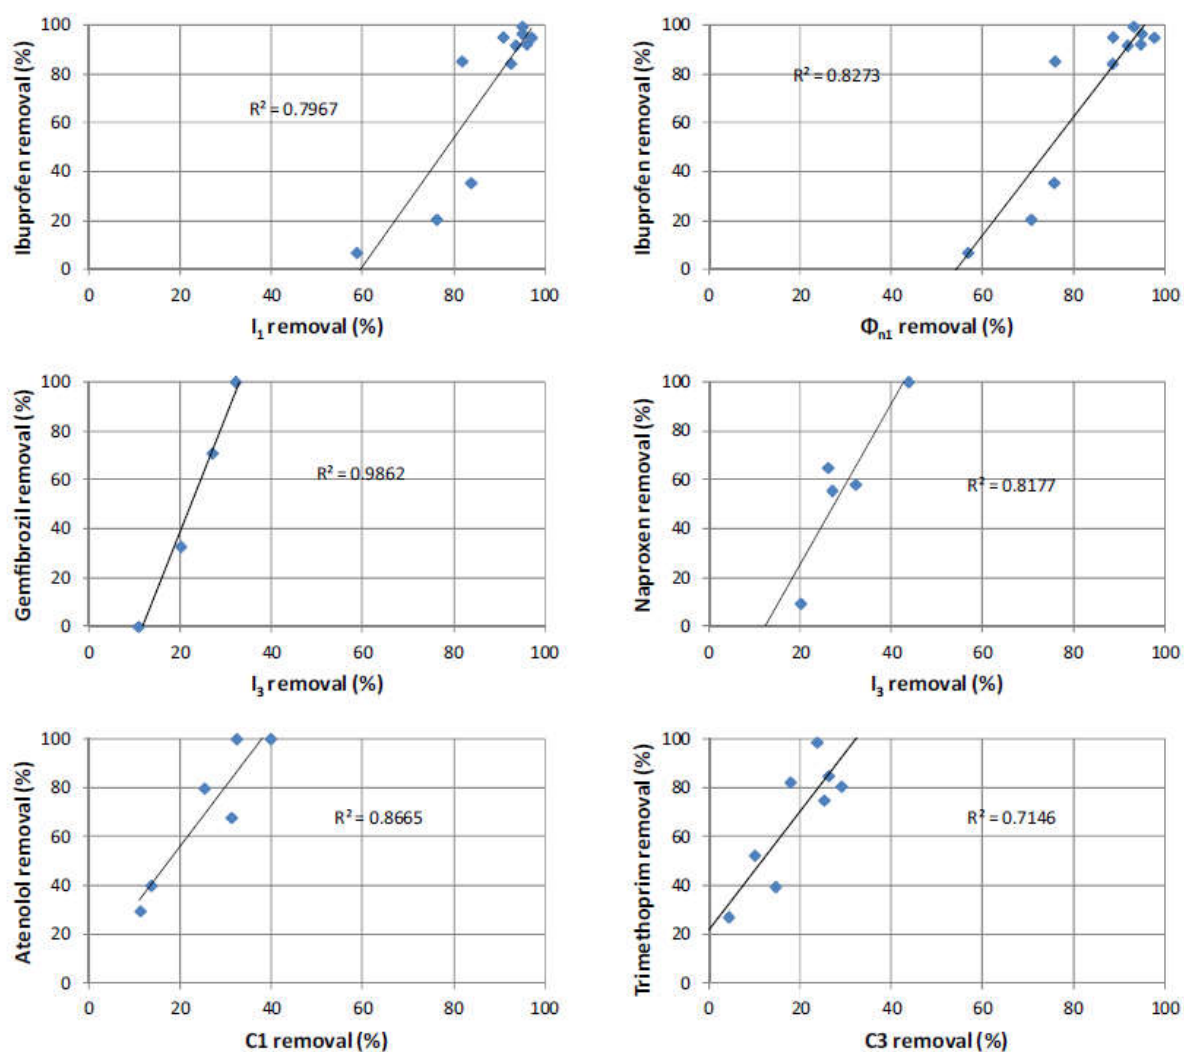 Ibuprofen removal (%)
100
80
60
40
20
0
R² = 0.7967
0 20 40 60 80 100
I₁ removal (%)
Ibuprofen removal (%)
100
80
60
40
20
0
R² = 0.8273
0 20 40 60 80 100
Φₙ₁ removal (%)
Gemfibrozil removal (%)
100
80
60
40
20
0
R² = 0.9862
0 20 40 60 80 100
I₃ removal (%)
Naproxen removal (%)
100
80
60
40
20
0
R² = 0.8177
0 20 40 60 80 100
I₃ removal (%)
Atenolol removal (%)
100
80
60
40
20
0
R² = 0.8665
0 20 40 60 80 100
C1 removal (%)
Trimethoprim removal (%)
100
80
60
40
20
0
R² = 0.7146
0 20 40 60 80 100
C3 removal (%)